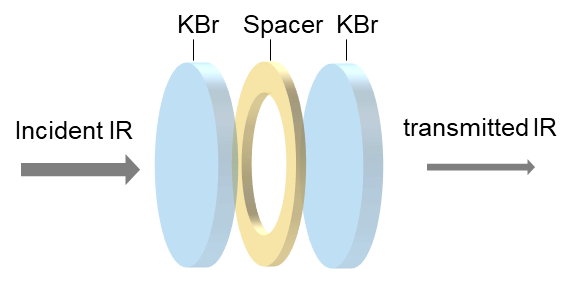 KBr Spacer KBr
Incident IR
transmitted IR